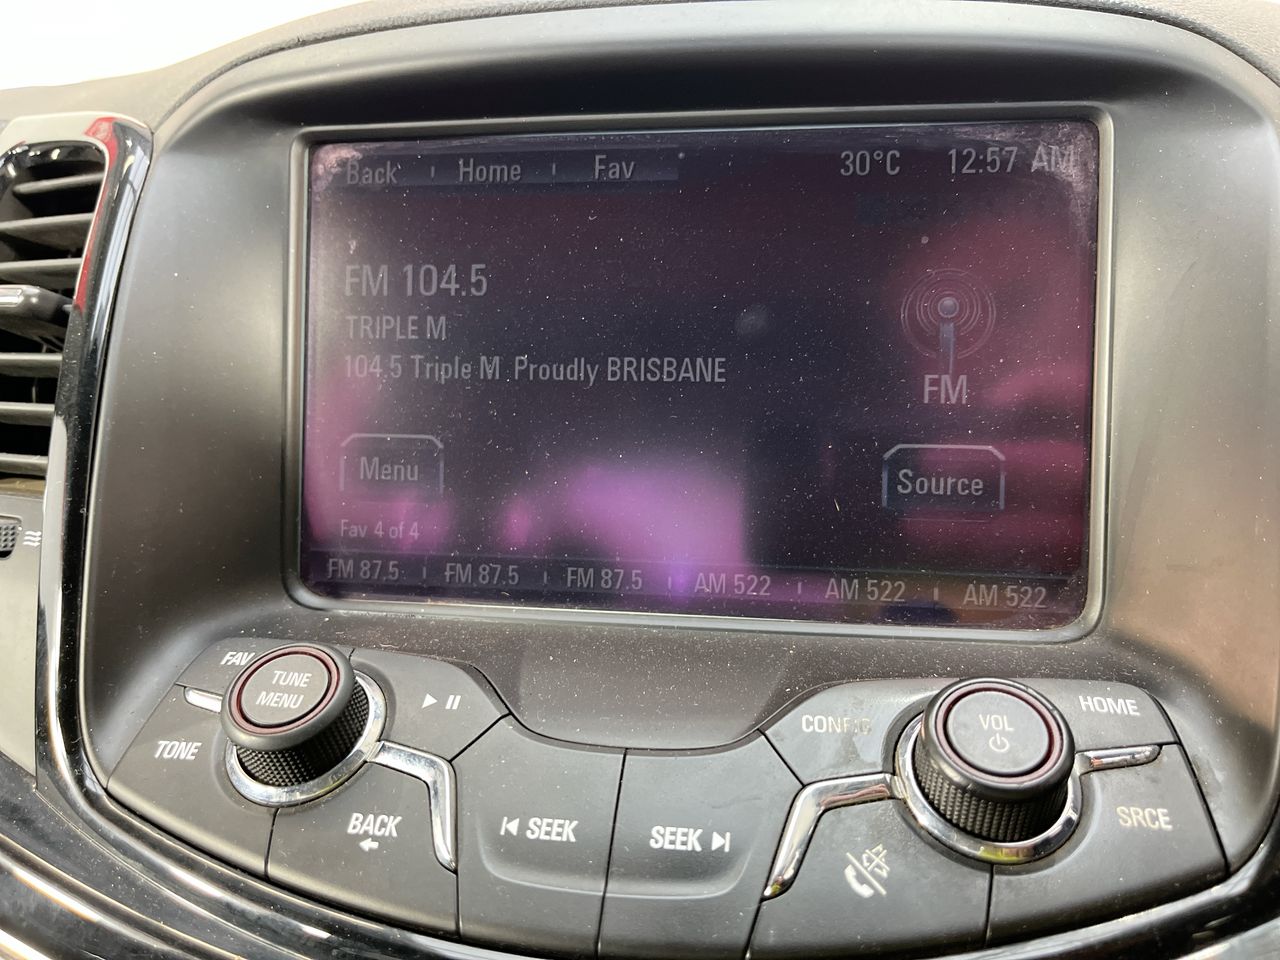 Back Home Fav 30°C 12:57 AM
FM 104.5
TRIPLE M
104.5 Triple M Proudly BRISBANE
FM
Menu
Source
Fav 4 of 4
FM 87.5 FM 87.5 FM 87.5 AM 522 AM 522 AM 522
FAV
TUNE
MENU
TONE
BACK
SEEK
SEEK
CONFIG
VOL
HOME
SRCE